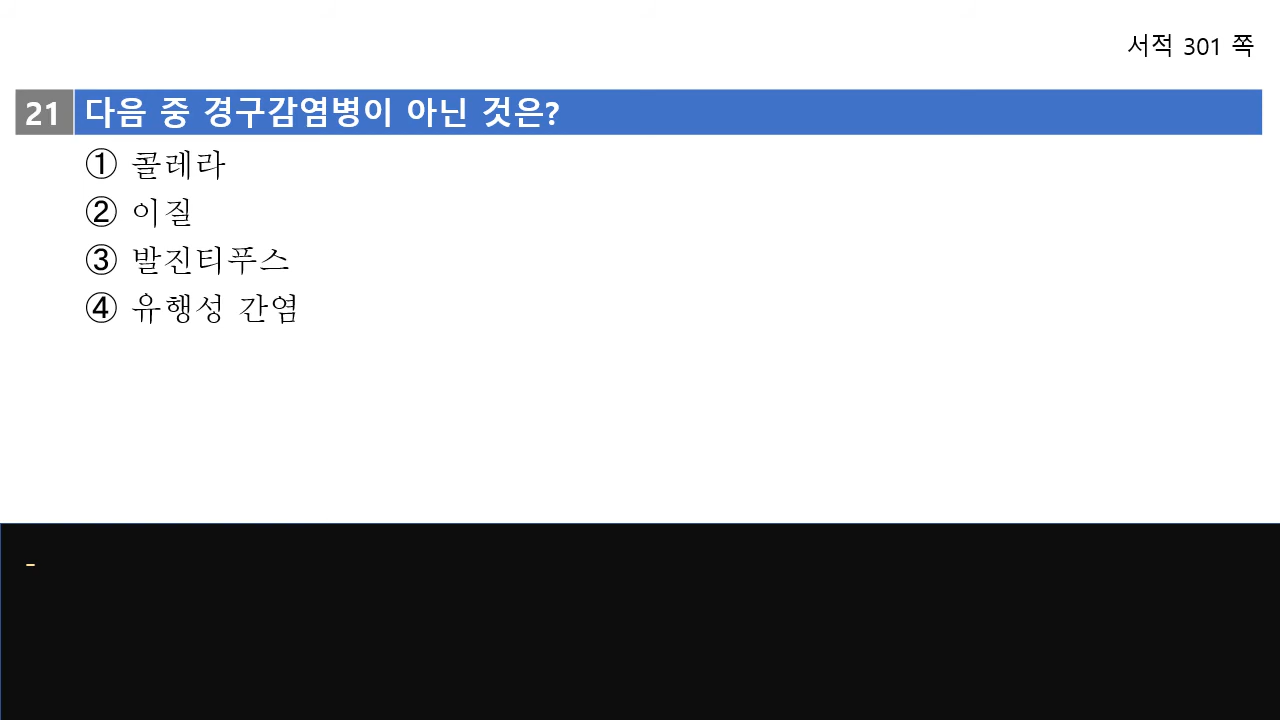 서적 301 쪽
21 다음 중 경구감염병이 아닌 것은?
① 콜레라
② 이질
③ 발진티푸스
④ 유행성 간염
-